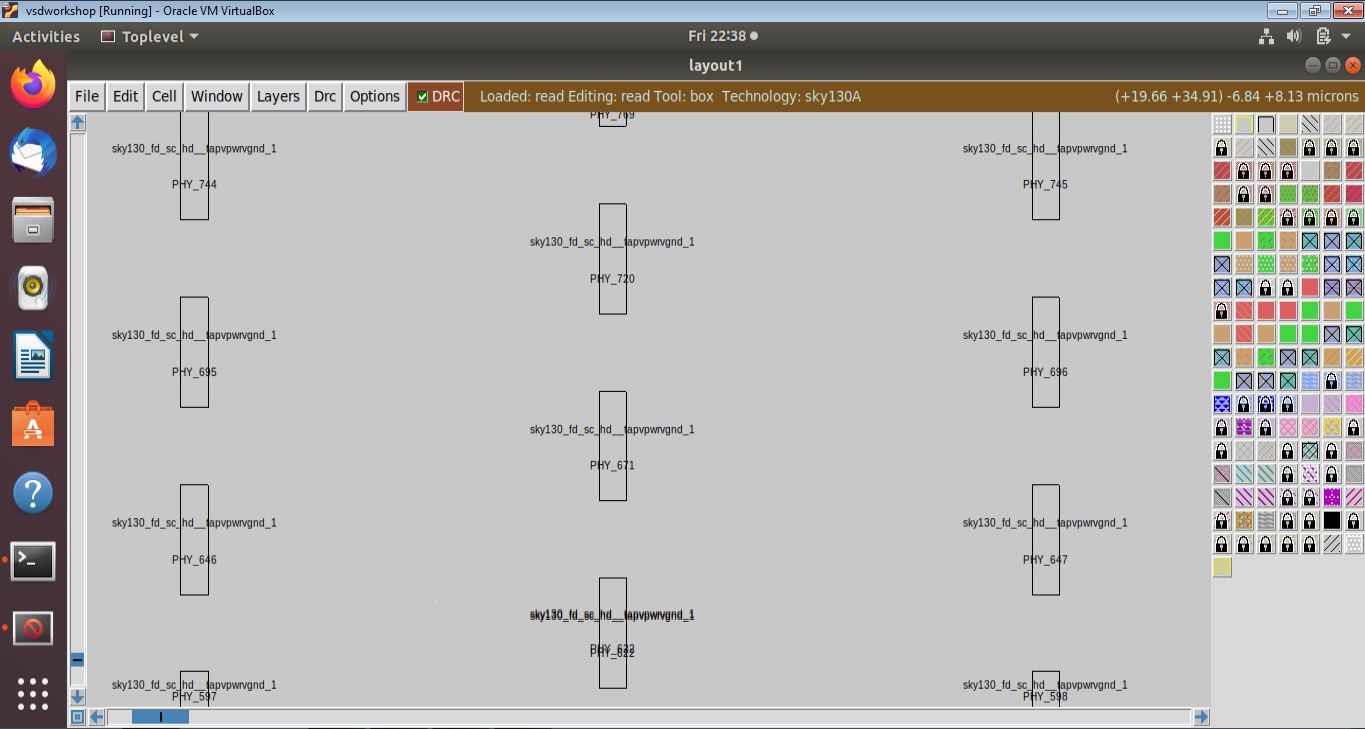 vsdworkshop [Running] - Oracle VM VirtualBox
Activities Toplevel Fri 22:38
layout1
File Edit Cell Window Layers Drc Options DRC Loaded: read Editing: read Tool: box Technology: sky130A (+19.66 +34.91) -6.84 +8.13 microns
PHY_769
sky130_fd_sc_hd__tapvpwrvgnd_1 sky130_fd_sc_hd__tapvpwrvgnd_1
PHY_744 PHY_745
sky130_fd_sc_hd__tapvpwrvgnd_1
PHY_720
sky130_fd_sc_hd__tapvpwrvgnd_1 sky130_fd_sc_hd__tapvpwrvgnd_1
PHY_695 PHY_696
sky130_fd_sc_hd__tapvpwrvgnd_1
PHY_671
sky130_fd_sc_hd__tapvpwrvgnd_1 sky130_fd_sc_hd__tapvpwrvgnd_1
PHY_646 PHY_647
sky130_fd_sc_hd__tapvpwrvgnd_1
PHY_622
sky130_fd_sc_hd__tapvpwrvgnd_1 sky130_fd_sc_hd__tapvpwrvgnd_1
PHY_597 PHY_598